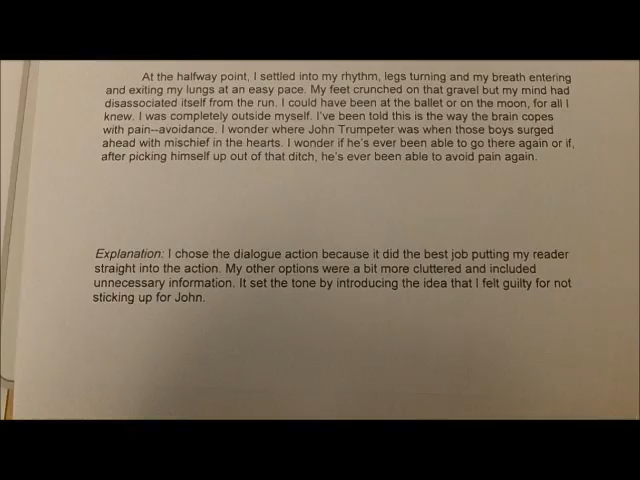 At the halfway point, I settled into my rhythm, legs turning and my breath entering
and exiting my lungs at an easy pace. My feet crunched on that gravel but my mind had
disassociated itself from the run. I could have been at the ballet or on the moon, for all I
knew. I was completely outside myself. I've been told this is the way the brain copes
with pain--avoidance. I wonder where John Trumpeter was when those boys surged
ahead with mischief in the hearts. I wonder if he's ever been able to go there again or if,
after picking himself up out of that ditch, he's ever been able to avoid pain again.
Explanation: I chose the dialogue action because it did the best job putting my reader
straight into the action. My other options were a bit more cluttered and included
unnecessary information. It set the tone by introducing the idea that I felt guilty for not
sticking up for John.